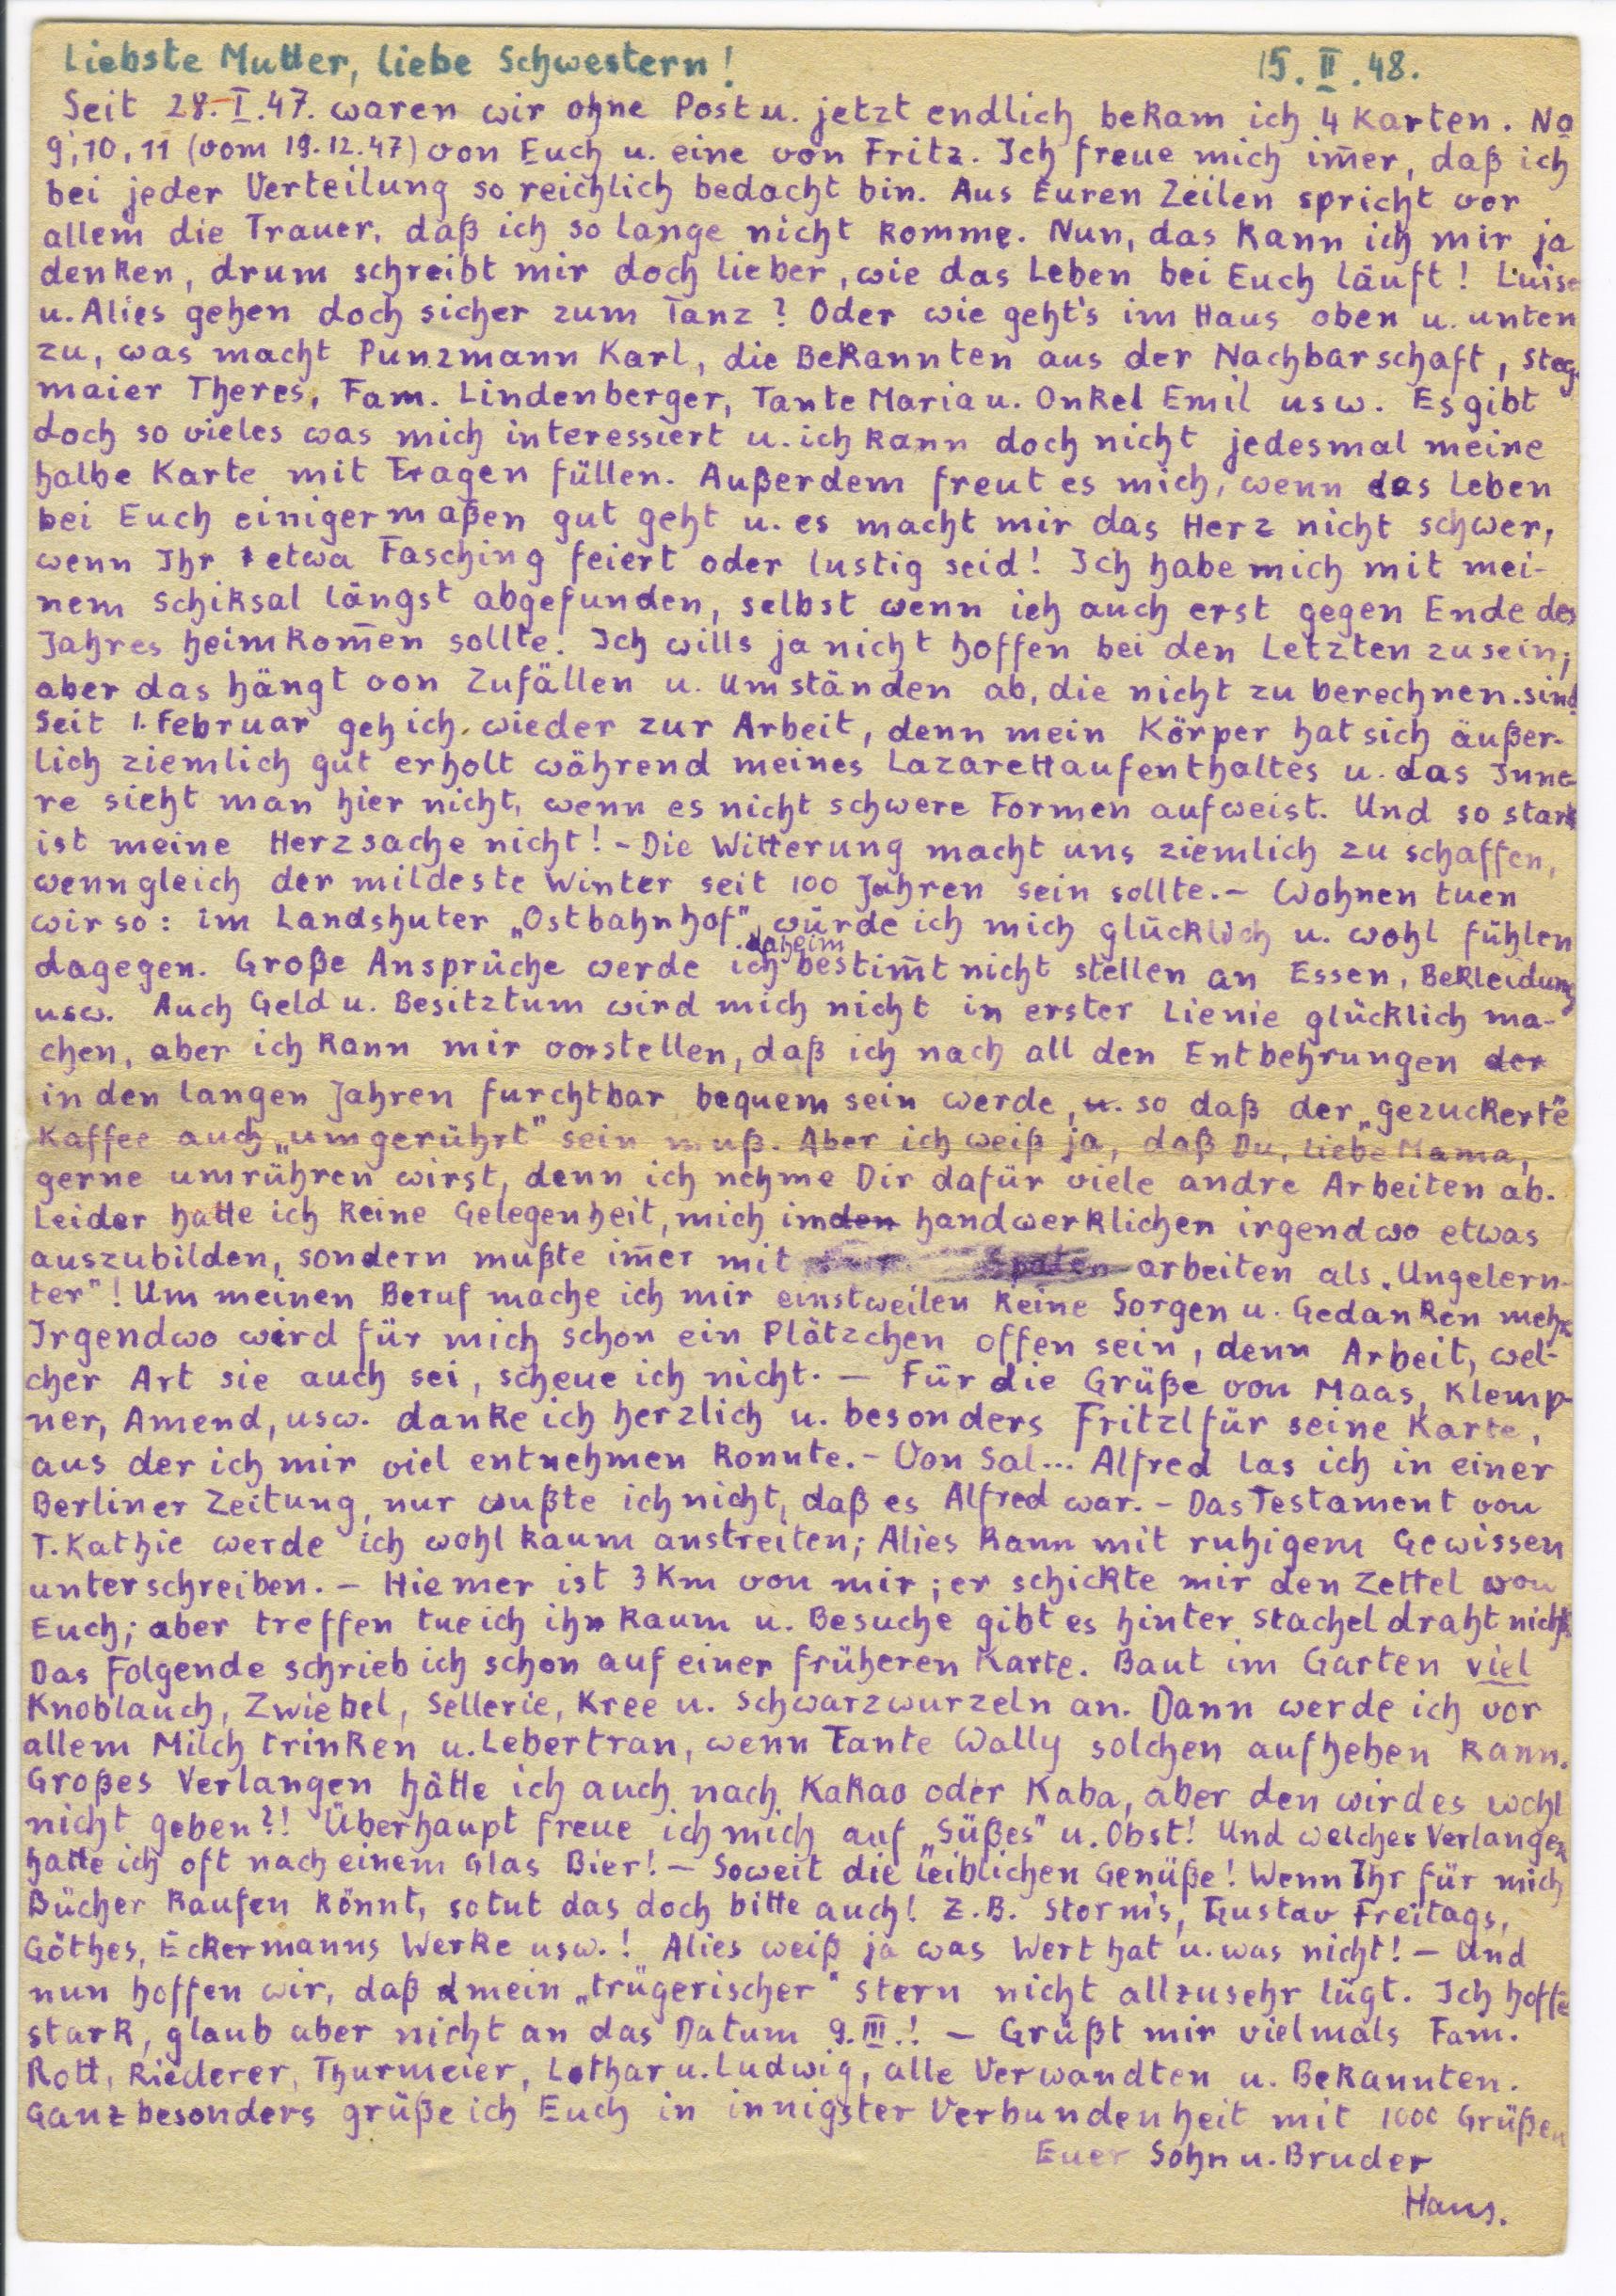 Liebste Mutter, liebe Schwestern! 15. II. 48.
Seit 28. I. 47. waren wir ohne Post u. jetzt endlich bekam ich 4 Karten. No
9, 10, 11 (vom 19.12.47) von Euch u. eine von Fritz. Ich freue mich im̄er, daß ich
bei jeder Verteilung so reichlich bedacht bin. Aus Euren Zeilen spricht vor
allem die Trauer, daß ich so lange nicht komme. Nun, das kann ich mir ja
denken, drum schreibt mir doch lieber, wie das Leben bei Euch läuft! Luise
u. Alies gehen doch sicher zum Tanz? Oder wie geht's im Haus oben u. unten
zu, was macht Punzmann Karl, die Bekannten aus der Nachbarschaft, Steg-
maier Theres, Fam. Lindenberger, Tante Maria u. Onkel Emil usw. Es gibt
doch so vieles was mich interessiert u. ich kann doch nicht jedesmal meine
halbe Karte mit Fragen füllen. Außerdem freut es mich, wenn das Leben
bei Euch einigermaßen gut geht u. es macht mir das Herz nicht schwer,
wenn Ihr etwa Fasching feiert oder lustig seid! Ich habe mich mit mei-
nem Schiksal längst abgefunden, selbst wenn ich auch erst gegen Ende des
Jahres heimkom̄en sollte. Ich wills ja nicht hoffen bei den Letzten zu sein;
aber das hängt von Zufällen u. Umständen ab, die nicht zu berechnen sind
Seit 1. Februar geh ich wieder zur Arbeit, denn mein Körper hat sich äußer-
lich ziemlich gut erholt während meines Lazarettaufenthaltes u. das Inne-
re sieht man hier nicht, wenn es nicht schwere Formen aufweist. Und so stark
ist meine Herzsache nicht! - Die Witterung macht uns ziemlich zu schaffen,
wenngleich der mildeste Winter seit 100 Jahren sein sollte. - Wohnen tuen
wir so: im Landshuter „Ostbahnhof" würde ich mich glücklich u. wohl fühlen
dagegen. Große Ansprüche werde ich daheim bestim̄t nicht stellen an Essen, Bekleidung
usw. Auch Geld u. Besitztum wird mich nicht in erster Lienie glücklich ma-
chen, aber ich kann mir vorstellen, daß ich nach all den Entbehrungen der
in den langen Jahren furchtbar bequem sein werde, u. so daß der „gezuckerte"
Kaffee auch „umgerührt" sein muß. Aber ich weiß ja, daß Du, liebe Mama,
gerne umrühren wirst, denn ich nehme Dir dafür viele andre Arbeiten ab.
Leider hatte ich keine Gelegenheit, mich im den handwerklichen irgendwo etwas
auszubilden, sondern mußte im̄er mit Spaten arbeiten als „Ungelern-
ter"! Um meinen Beruf mache ich mir einstweilen keine Sorgen u. Gedanken mehr
Irgendwo wird für mich schon ein Plätzchen offen sein, denn Arbeit, wel-
cher Art sie auch sei, scheue ich nicht. - Für die Grüße von Maas, Klemp-
ner, Amend, usw. danke ich herzlich u. besonders Fritzl für seine Karte,
aus der ich mir viel entnehmen konnte. - Von Sal... Alfred las ich in einer
Berliner Zeitung, nur wußte ich nicht, daß es Alfred war. - Das Testament von
T. Kathie werde ich wohl kaum anstreiten; Alies kann mit ruhigem Gewissen
unterschreiben. - Hiemer ist 3 Km von mir; er schickte mir den Zettel von
Euch; aber treffen tue ich ihn kaum u. Besuche gibt es hinter Stacheldraht nicht
Das Folgende schrieb ich schon auf einer früheren Karte. Baut im Garten viel
Knoblauch, Zwiebel, Sellerie, Kree u. Schwarzwurzeln an. Dann werde ich vor
allem Milch trinken u. Lebertran, wenn Tante Wally solchen aufheben kann.
Großes Verlangen hätte ich auch nach Kakao oder Kaba, aber den wird es wohl
nicht geben?! Überhaupt freue ich mich auf „Süßes" u. Obst! Und welches Verlangen
hatte ich oft nach einem Glas Bier! - Soweit die leiblichen Genüße! Wenn Ihr für mich
Bücher kaufen könnt, so tut das doch bitte auch! Z. B. Storm's, Gustav Freitags,
Göthes, Eckermanns Werke usw.! Alies weiß ja was Wert hat u. was nicht! - Und
nun hoffen wir, daß mein „trügerischer" Stern nicht allzusehr lügt. Ich hoffe
stark, glaub aber nicht an das Datum 9. III.! - Grüßt mir vielmals Fam.
Rott, Riederer, Thurmeier, Lothar u. Ludwig, alle Verwandten u. Bekannten.
Ganz besonders grüße ich Euch in innigster Verbundenheit mit 1000 Grüßen
Euer Sohn u. Bruder
Hans.